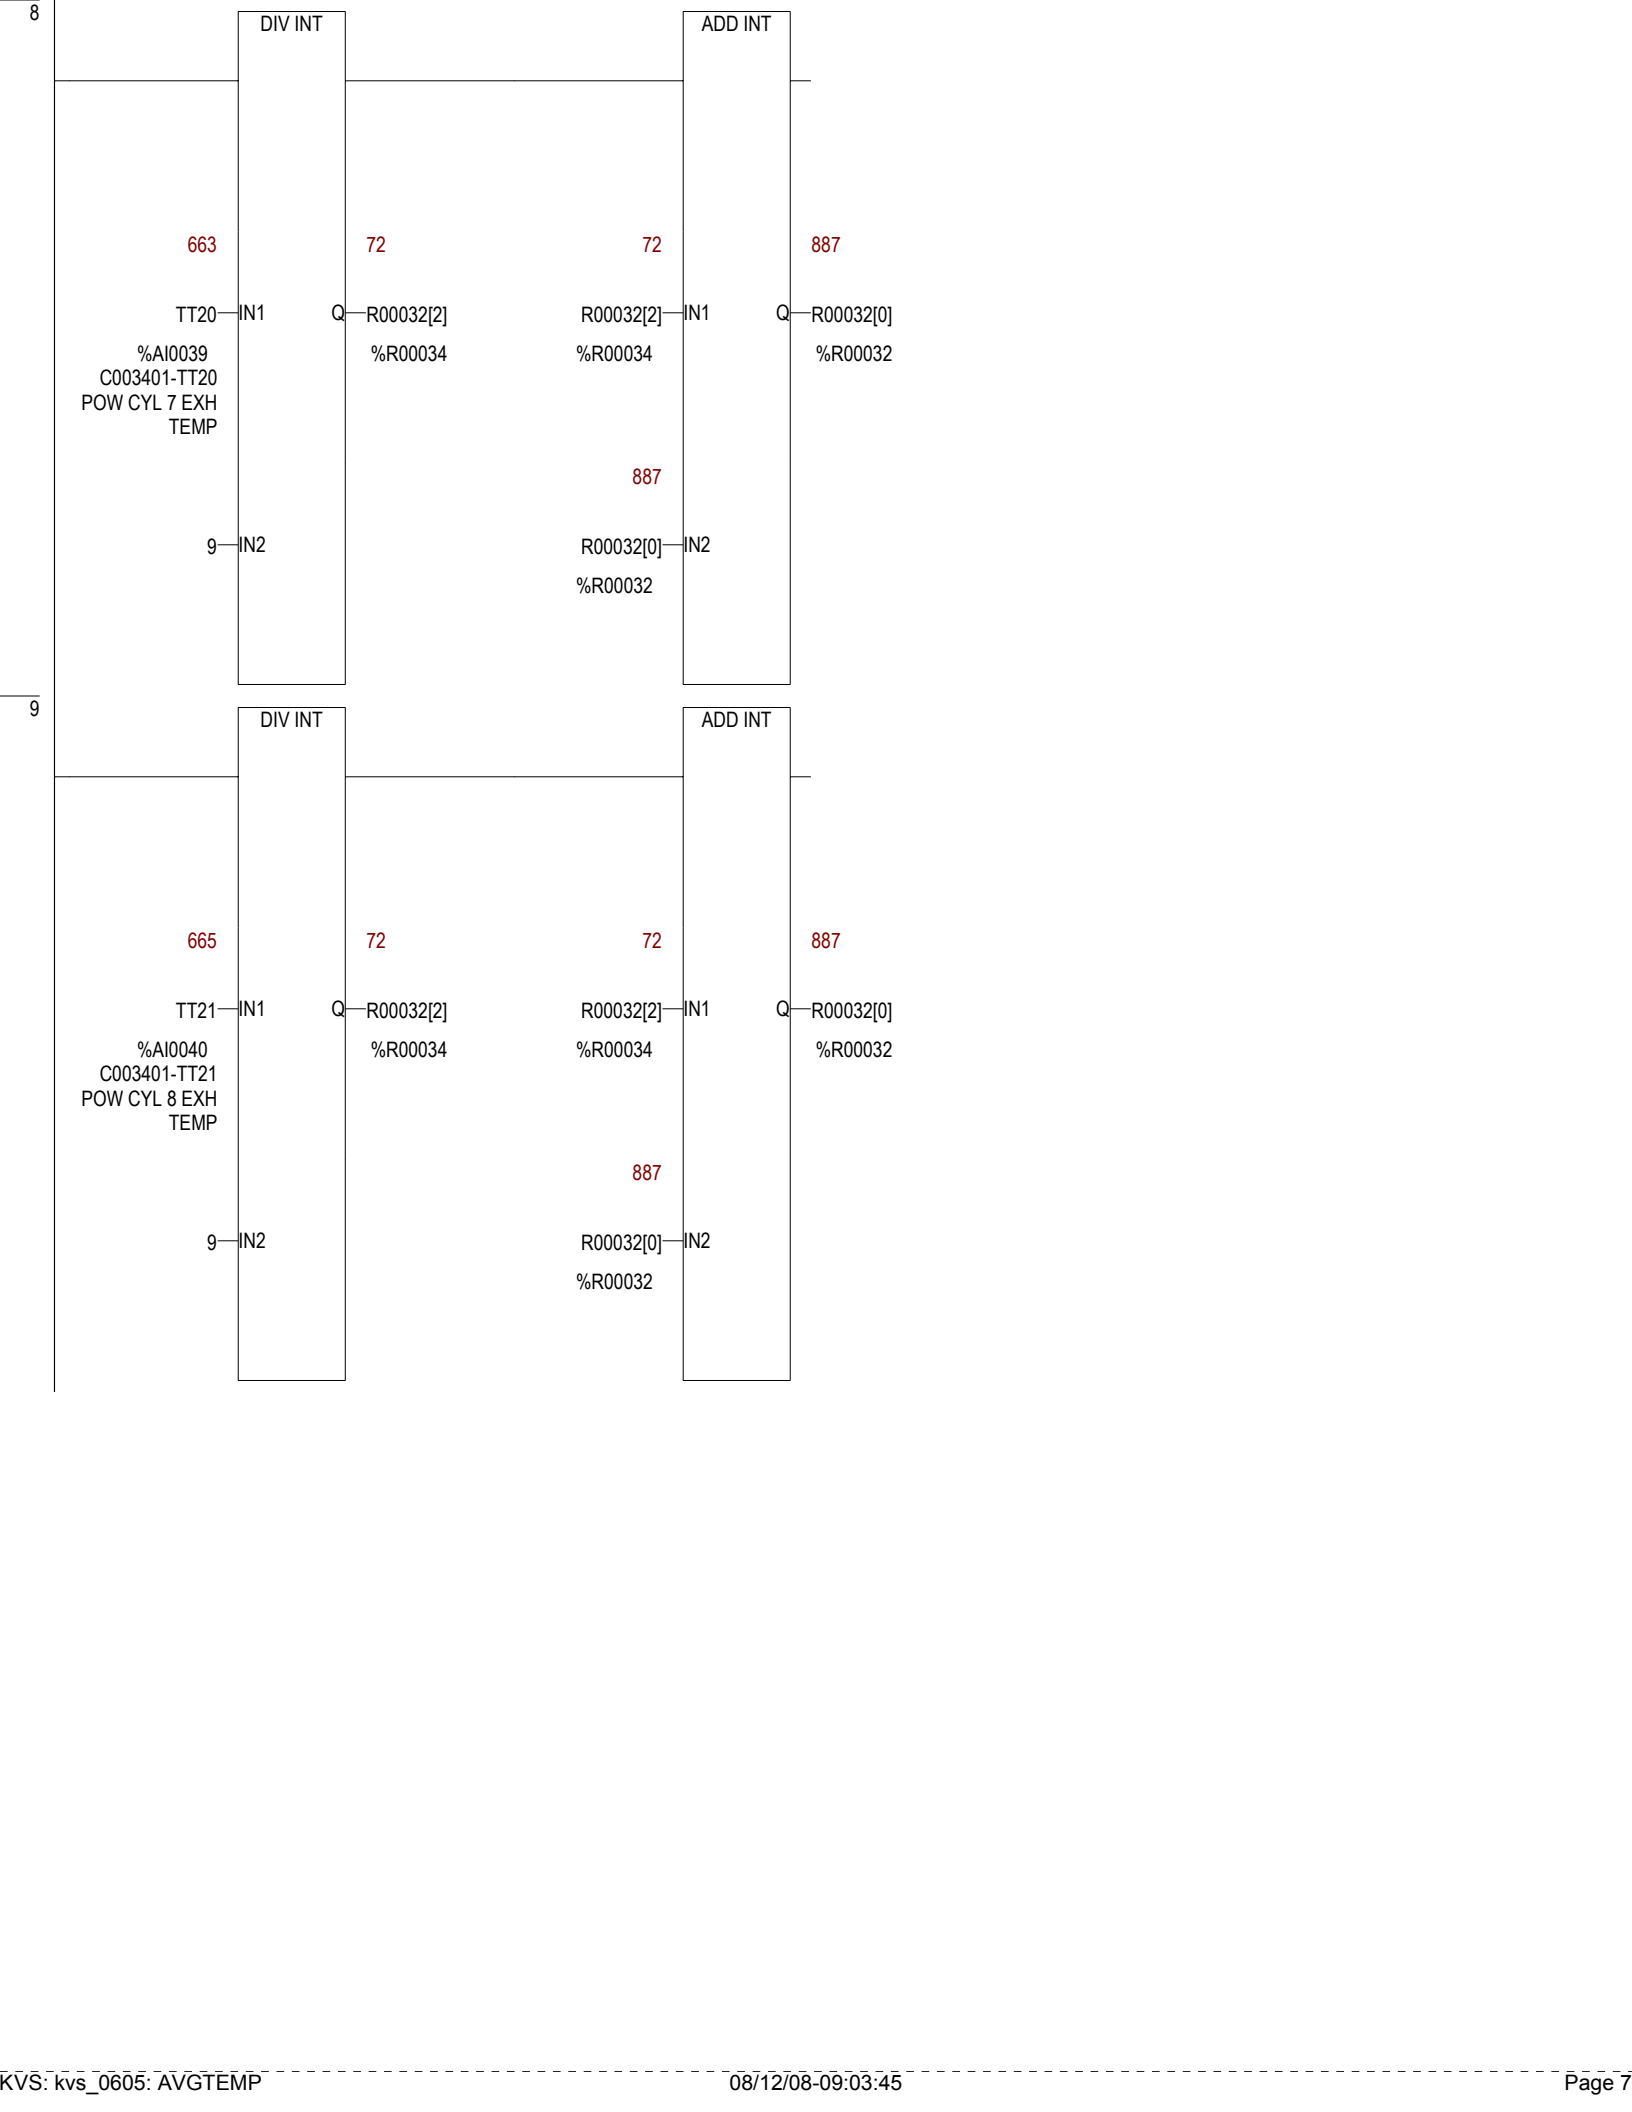 8
DIV INT
ADD INT
663
72
72
887
TT20
IN1
Q
R00032[2]
R00032[2]
IN1
Q
R00032[0]
%AI0039
%R00034
%R00034
%R00032
C003401-TT20
POW CYL 7 EXH
TEMP
887
9
IN2
R00032[0]
IN2
%R00032
9
DIV INT
ADD INT
665
72
72
887
TT21
IN1
Q
R00032[2]
R00032[2]
IN1
Q
R00032[0]
%AI0040
%R00034
%R00034
%R00032
C003401-TT21
POW CYL 8 EXH
TEMP
887
9
IN2
R00032[0]
IN2
%R00032
KVS: kvs_0605: AVGTEMP
08/12/08-09:03:45
Page 7